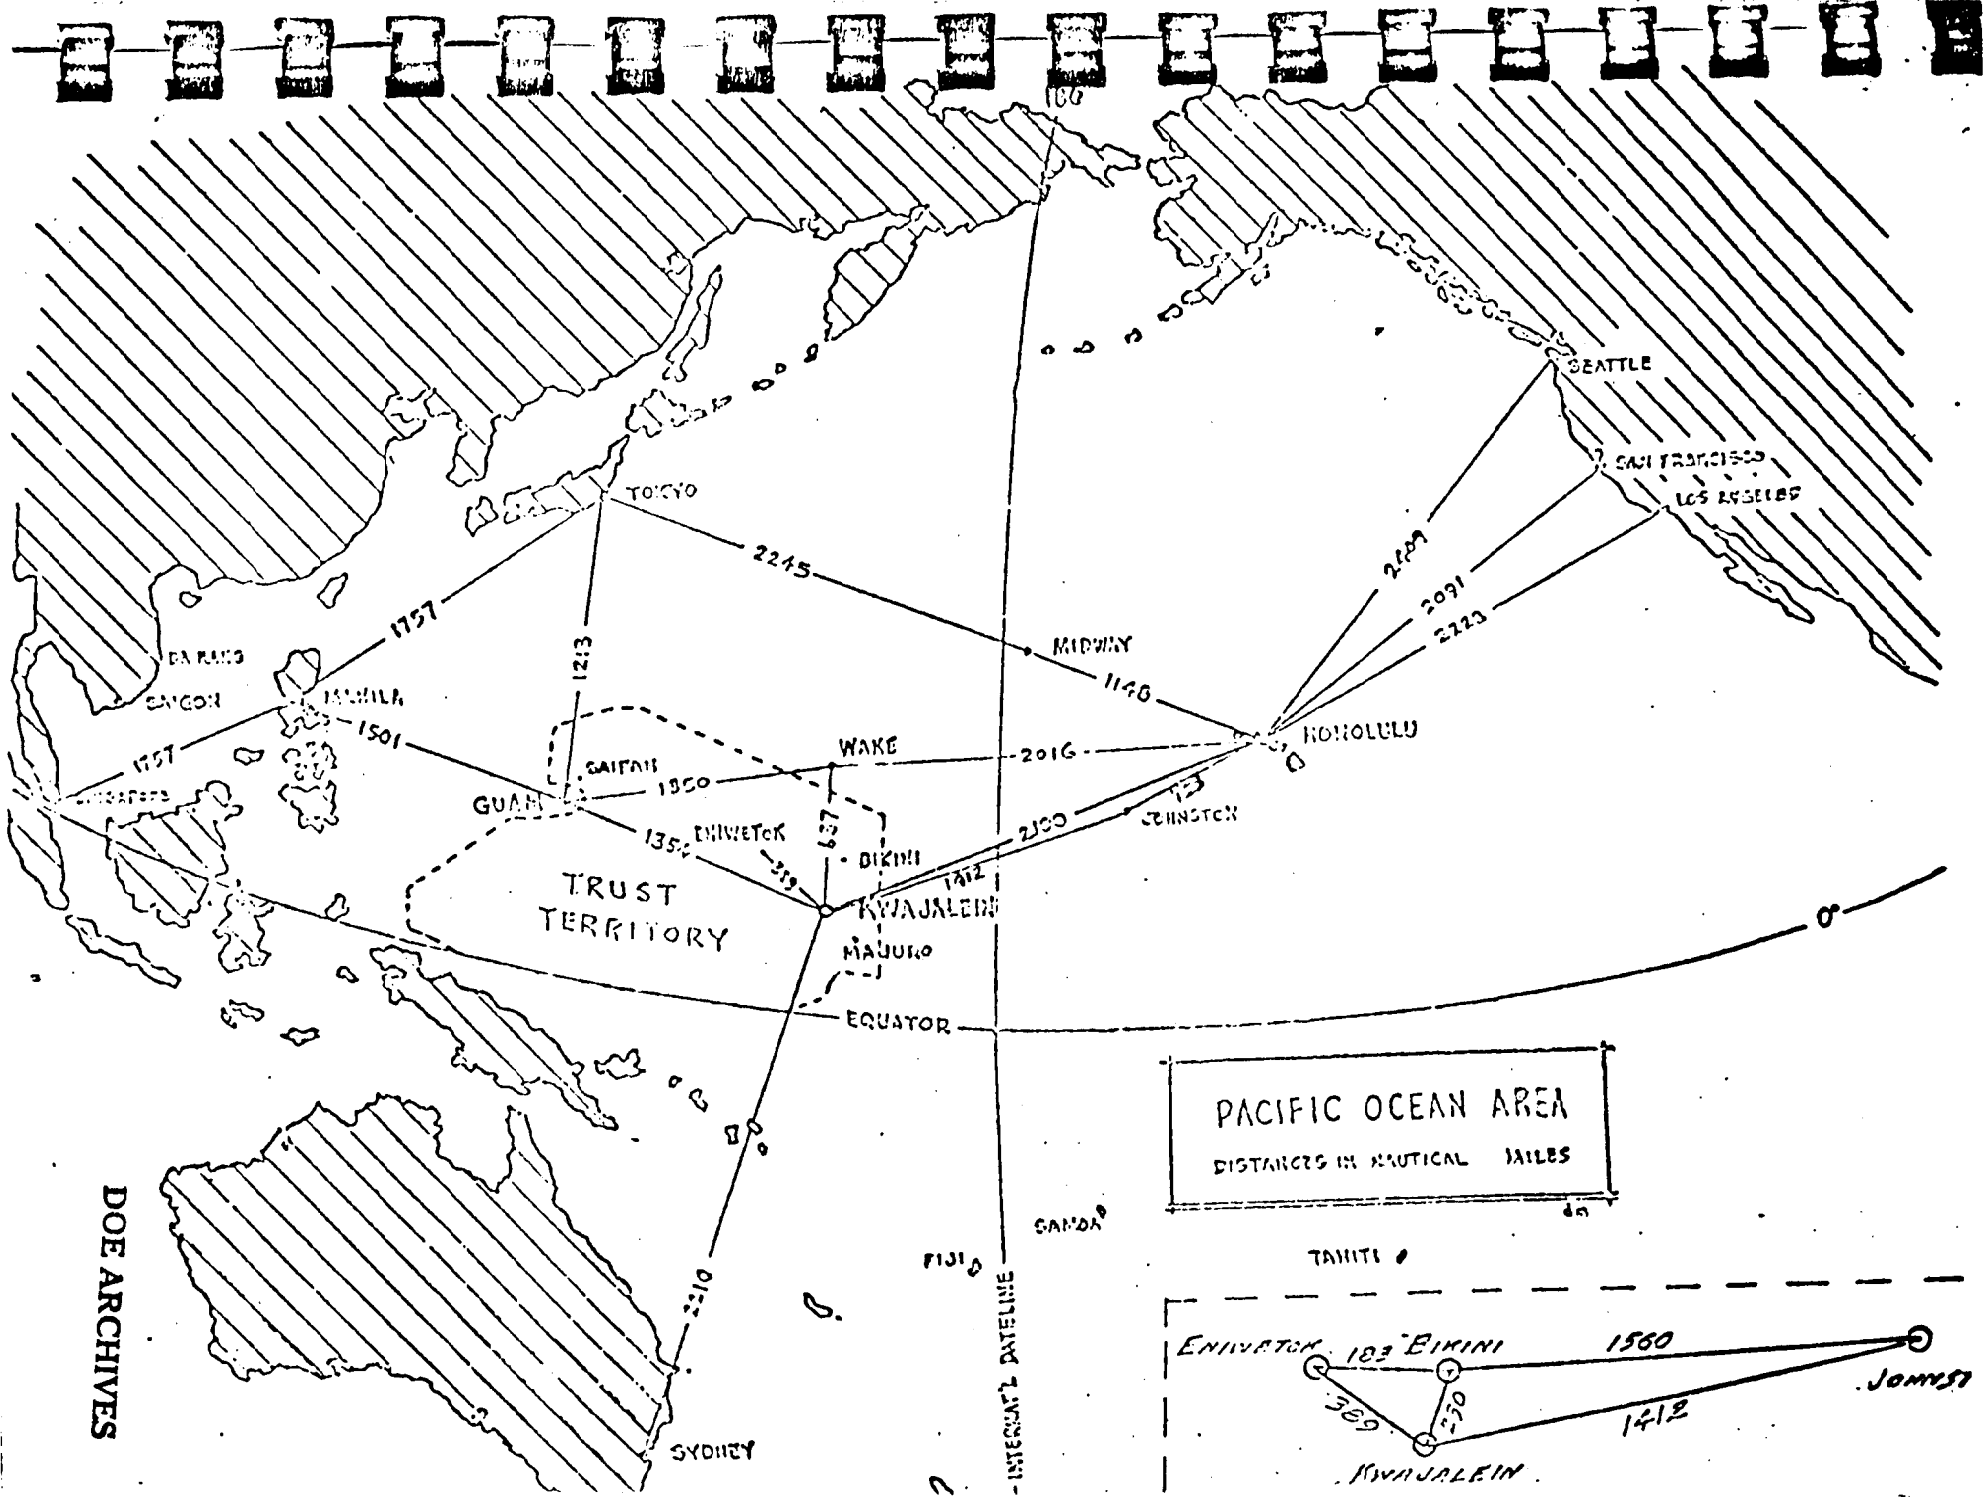 180
SEATTLE
SAN FRANCISCO
LOS ANGELES
TOKYO
2245
2091
2223
1757
1213
MIDWAY
1148
DA NANG
SAIGON
MANILA
1501
HONOLULU
WAKE
2016
1757
SAIPAN
GUAM
1350
SINGAPORE
ENIWETOK
687
2100
JOHNSTON
BIKINI
389
1412
TRUST
TERRITORY
KWAJALEIN
MAJURO
0°
EQUATOR
PACIFIC OCEAN AREA
DISTANCES IN NAUTICAL MILES
SAMOA
FIJI
TAHITI
INTERNAT'L DATELINE
DOE ARCHIVES
SYDNEY
ENIWETOK 183 BIKINI 1560
JOHNST
389
230
1412
KWAJALEIN